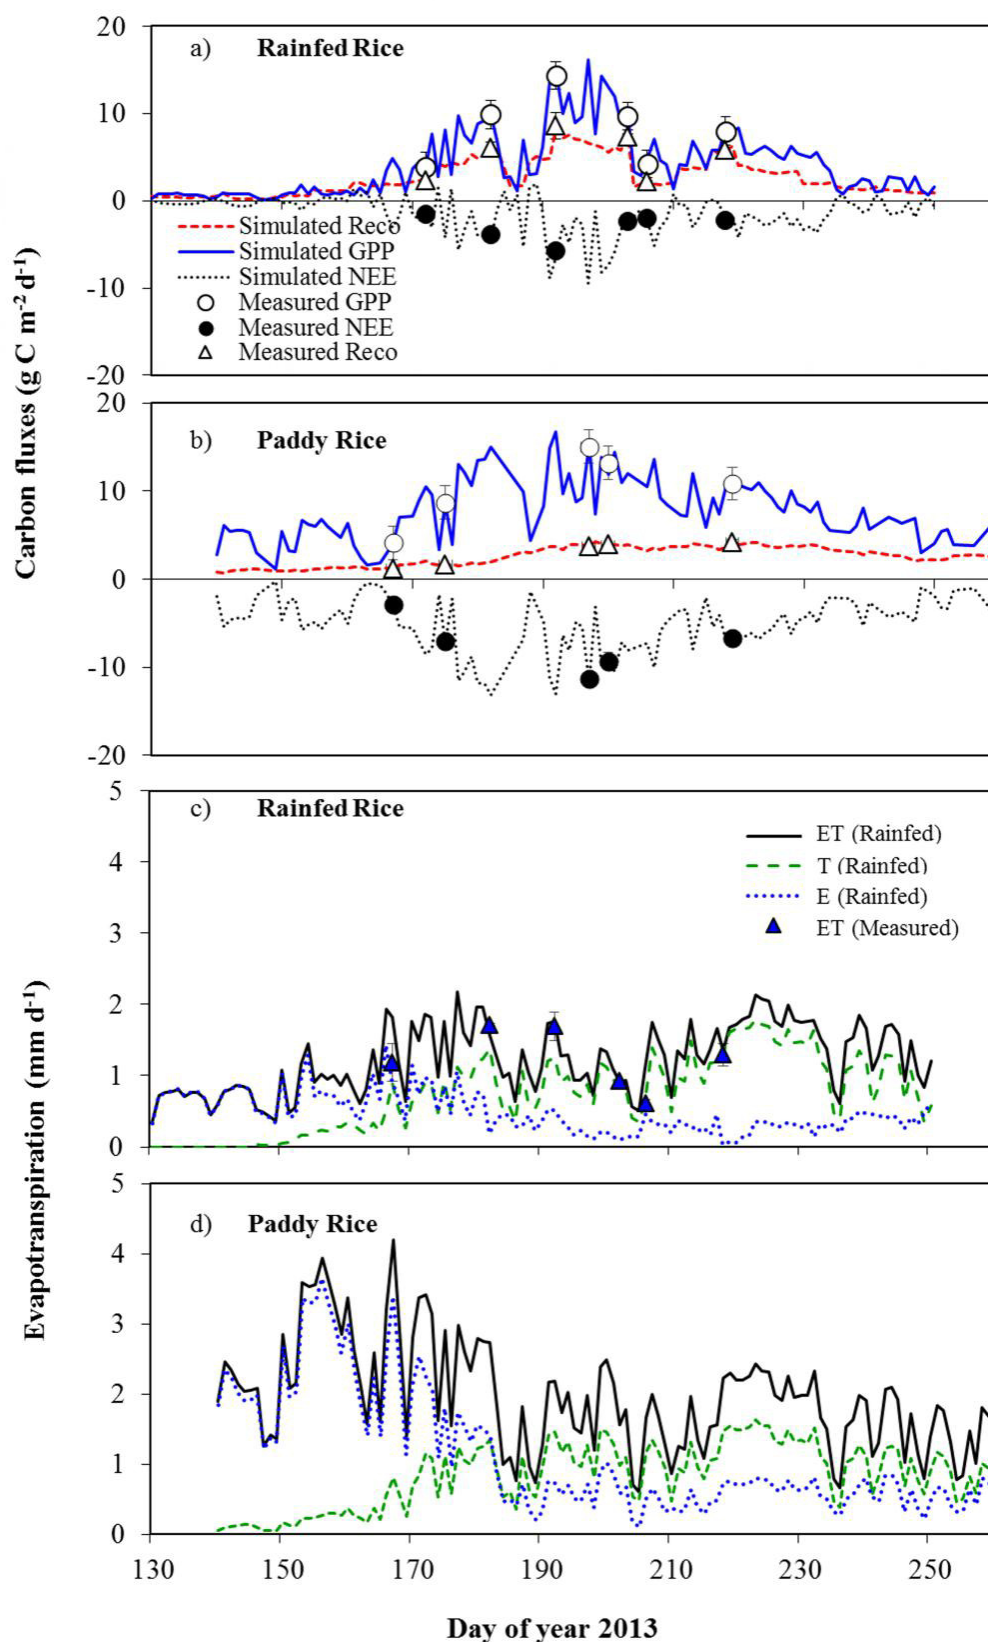 Carbon fluxes (g C m-2 d-1)
20
10
0
-10
-20
a) Rainfed Rice
Simulated Reco
Simulated GPP
Simulated NEE
Measured GPP
Measured NEE
Measured Reco
20
10
0
-10
-20
b) Paddy Rice
Evapotranspiration (mm d-1)
5
4
3
2
1
0
c) Rainfed Rice
ET (Rainfed)
T (Rainfed)
E (Rainfed)
ET (Measured)
5
4
3
2
1
0
d) Paddy Rice
130 150 170 190 210 230 250
Day of year 2013